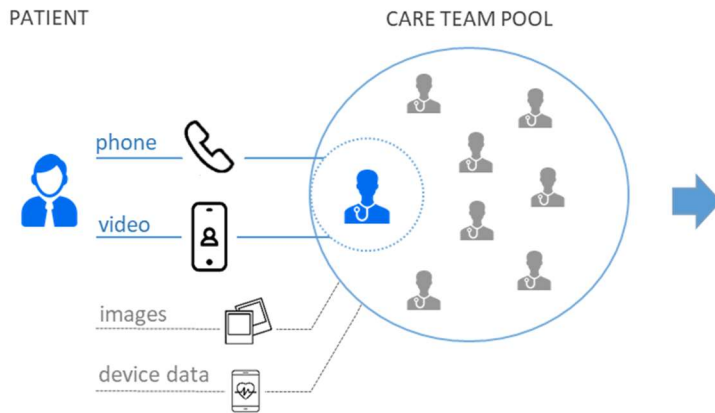 PATIENT
CARE TEAM POOL
phone
video
images
device data